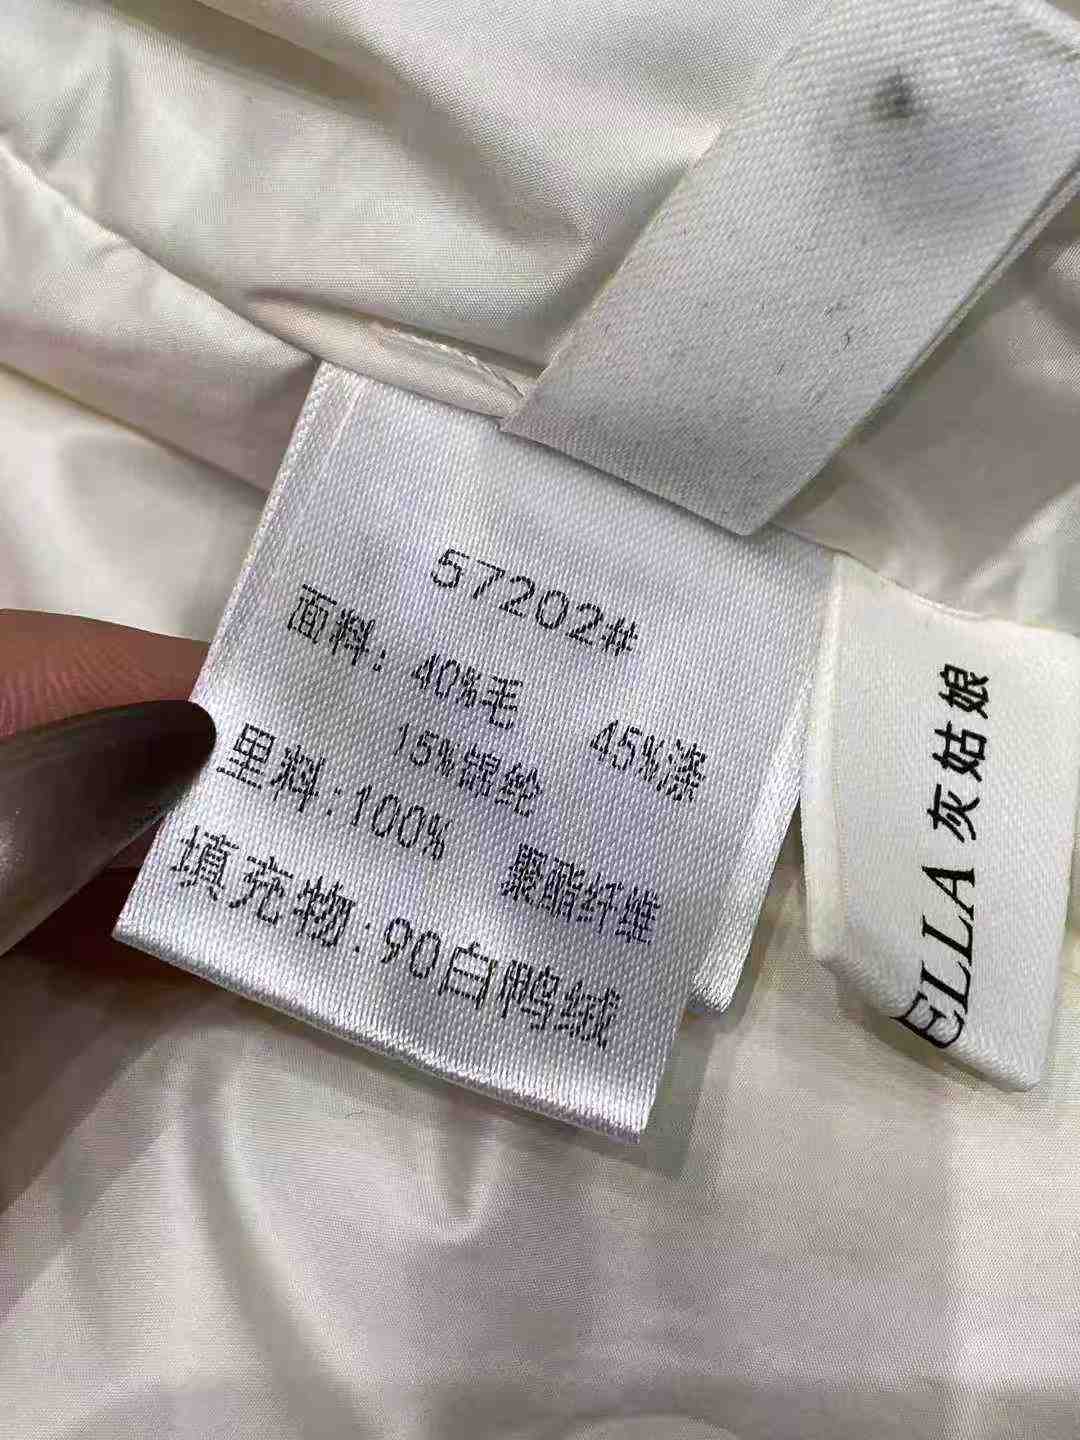 57202#
面料: 40%毛 45%涤
15%锦纶
里料:100% 聚酯纤维
填充物:90白鸭绒
ELLA 灰姑娘